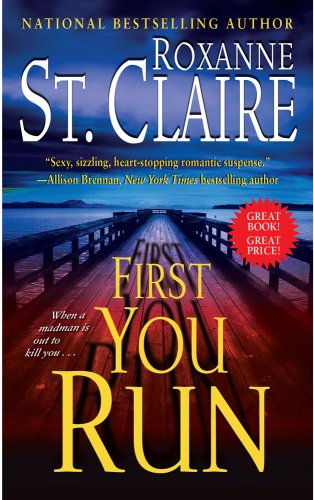 NATIONAL BESTSELLING AUTHOR
ROXANNE
ST. CLAIRE
“Sexy, sizzling, heart-stopping romantic suspense.”
—Allison Brennan, New York Times bestselling author
GREAT
BOOK!
GREAT
PRICE!
FIRST
FIRST
YOU
RUN
When a
madman is
out to
kill you . . .